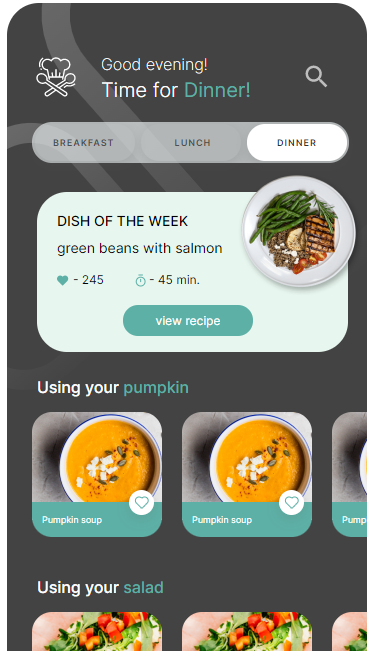 Good evening!
Time for Dinner!
BREAKFAST LUNCH DINNER
DISH OF THE WEEK
green beans with salmon
- 245 - 45 min.
view recipe
Using your pumpkin
Pumpkin soup Pumpkin soup Pump
Using your salad